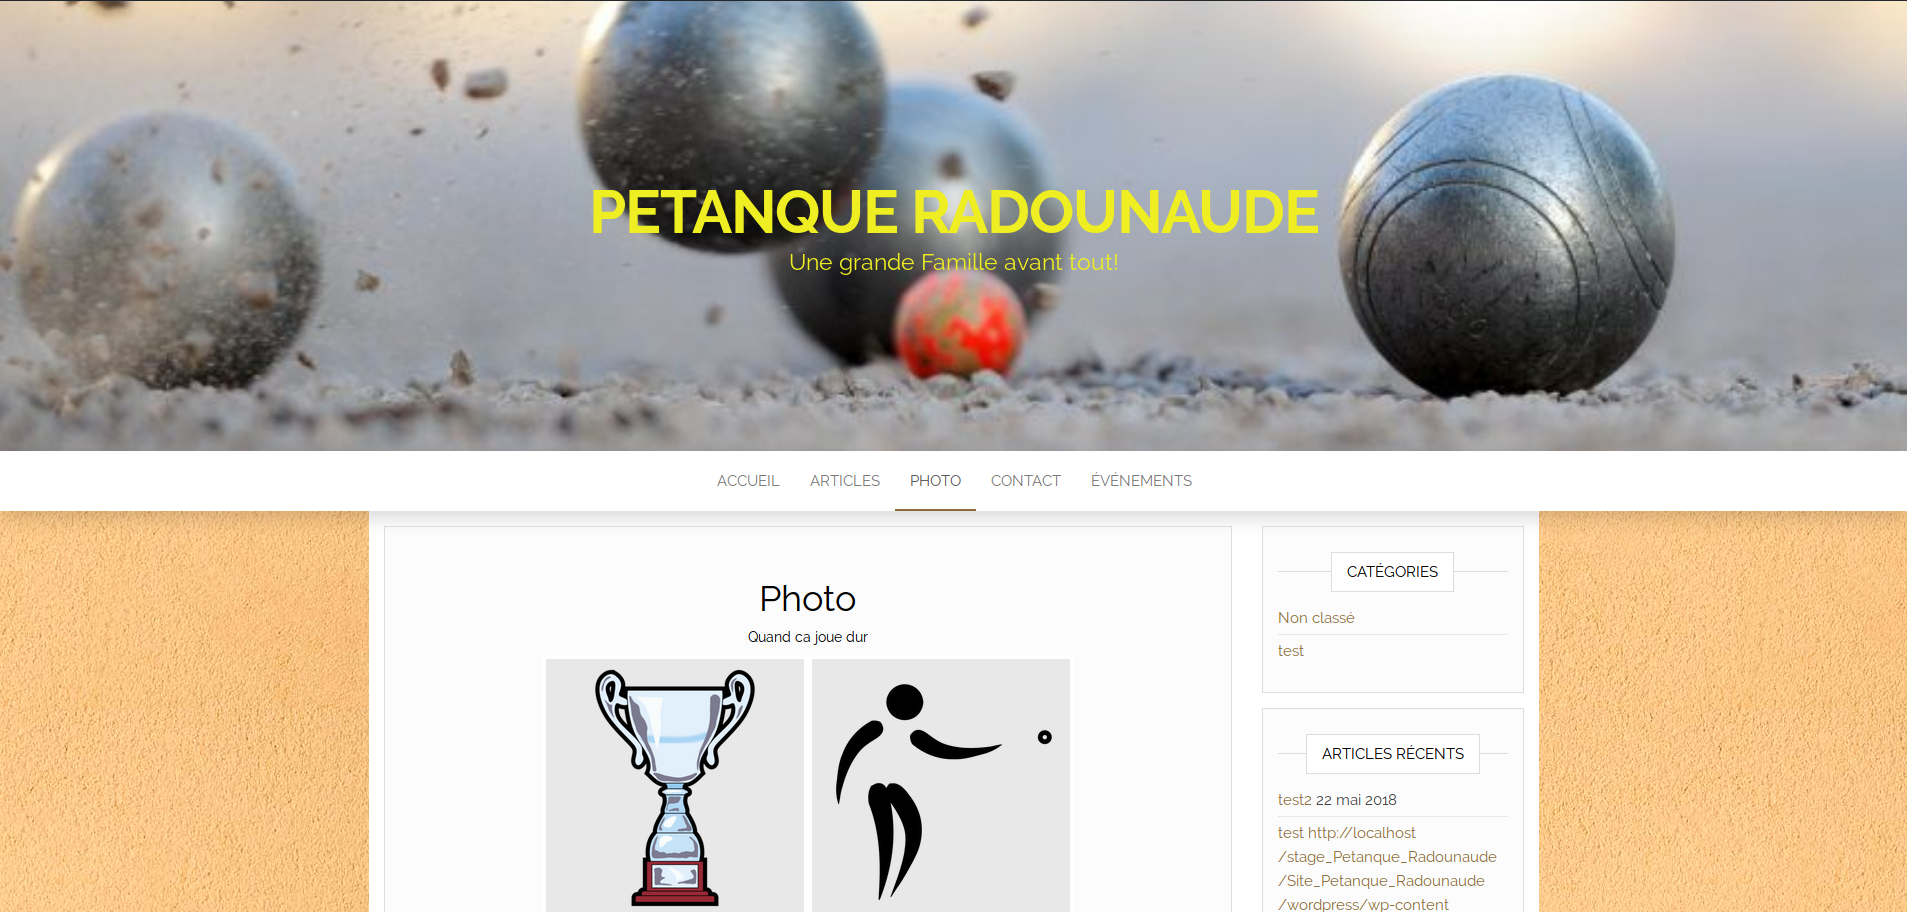 PETANQUE RADOUNAUDE
Une grande Famille avant tout!
ACCUEIL ARTICLES PHOTO CONTACT ÉVÉNEMENTS
Photo
Quand ca joue dur
CATÉGORIES
Non classé
test
ARTICLES RÉCENTS
test2 22 mai 2018
test http://localhost
/stage_Petanque_Radounaude
/Site_Petanque_Radounaude
/wordpress/wp-content